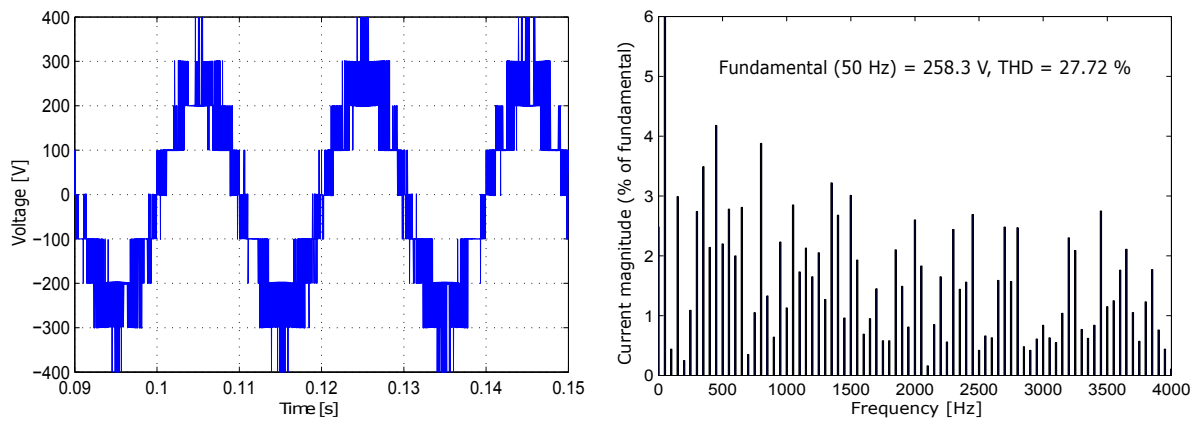 400
300
200
100
0
−100
−200
−300
−400
Voltage [V]
0.09 0.1 0.11 0.12 0.13 0.14 0.15
Time [s]
6
5
4
3
2
1
0
Current magnitude (% of fundamental)
Fundamental (50 Hz) = 258.3 V, THD = 27.72 %
0 500 1000 1500 2000 2500 3000 3500 4000
Frequency [Hz]